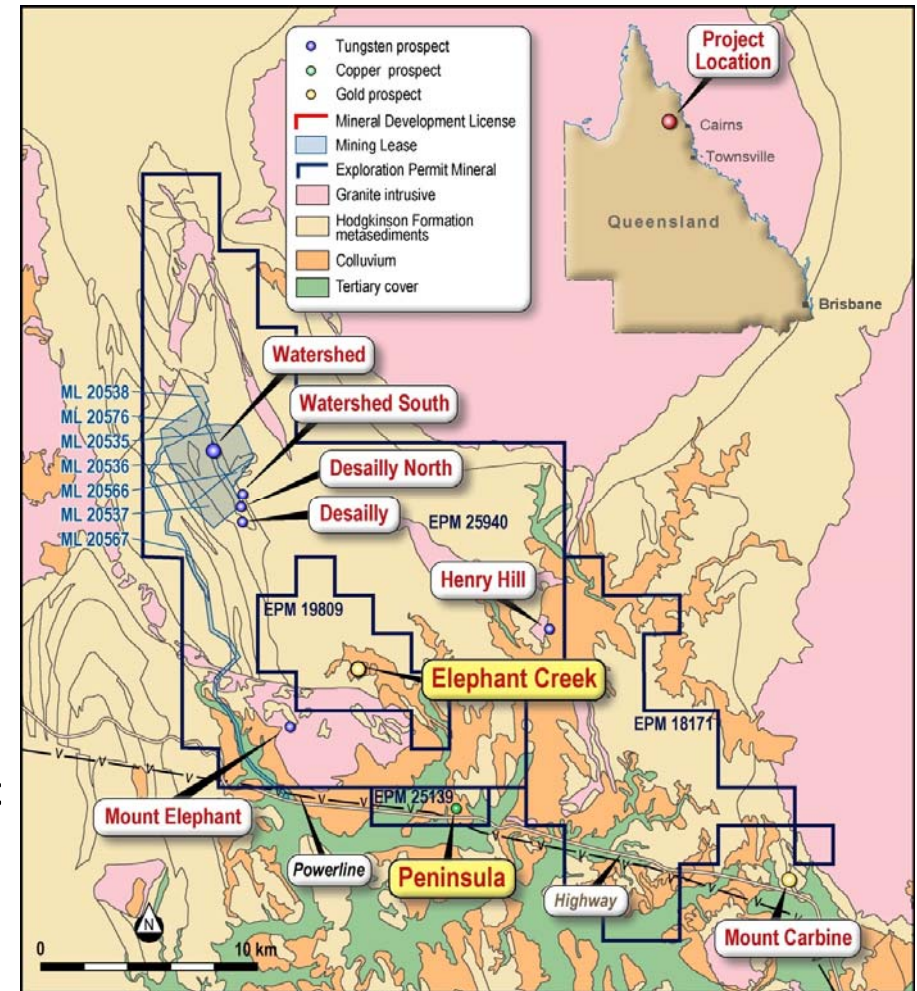 Tungsten prospect
Copper prospect
Gold prospect
Mineral Development License
Mining Lease
Exploration Permit Mineral
Granite intrusive
Hodgkinson Formation
metasediments
Colluvium
Tertiary cover
Project
Location
Cairns
Townsville
Queensland
Brisbane
Watershed
Watershed South
Desailly North
Desailly
ML 20538
ML 20576
ML 20535
ML 20536
ML 20566
ML 20537
ML 20567
EPM 25940
Henry Hill
EPM 19809
Elephant Creek
EPM 18171
Mount Elephant
EPM 25139
Powerline
Peninsula
Highway
Mount Carbine
V V V V V V V V V
N
0 10 km